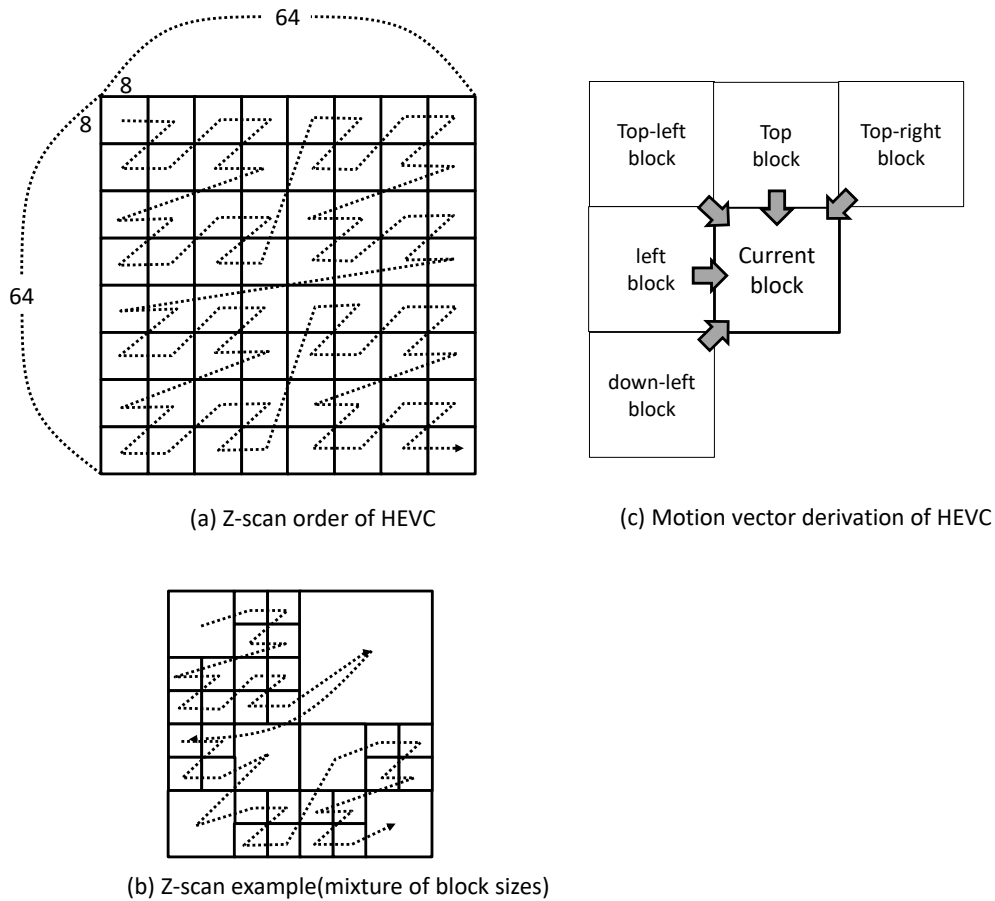 64
8
8
64
(a) Z-scan order of HEVC
Top-left
block
Top
block
Top-right
block
left
block
Current
block
down-left
block
(c) Motion vector derivation of HEVC
(b) Z-scan example(mixture of block sizes)